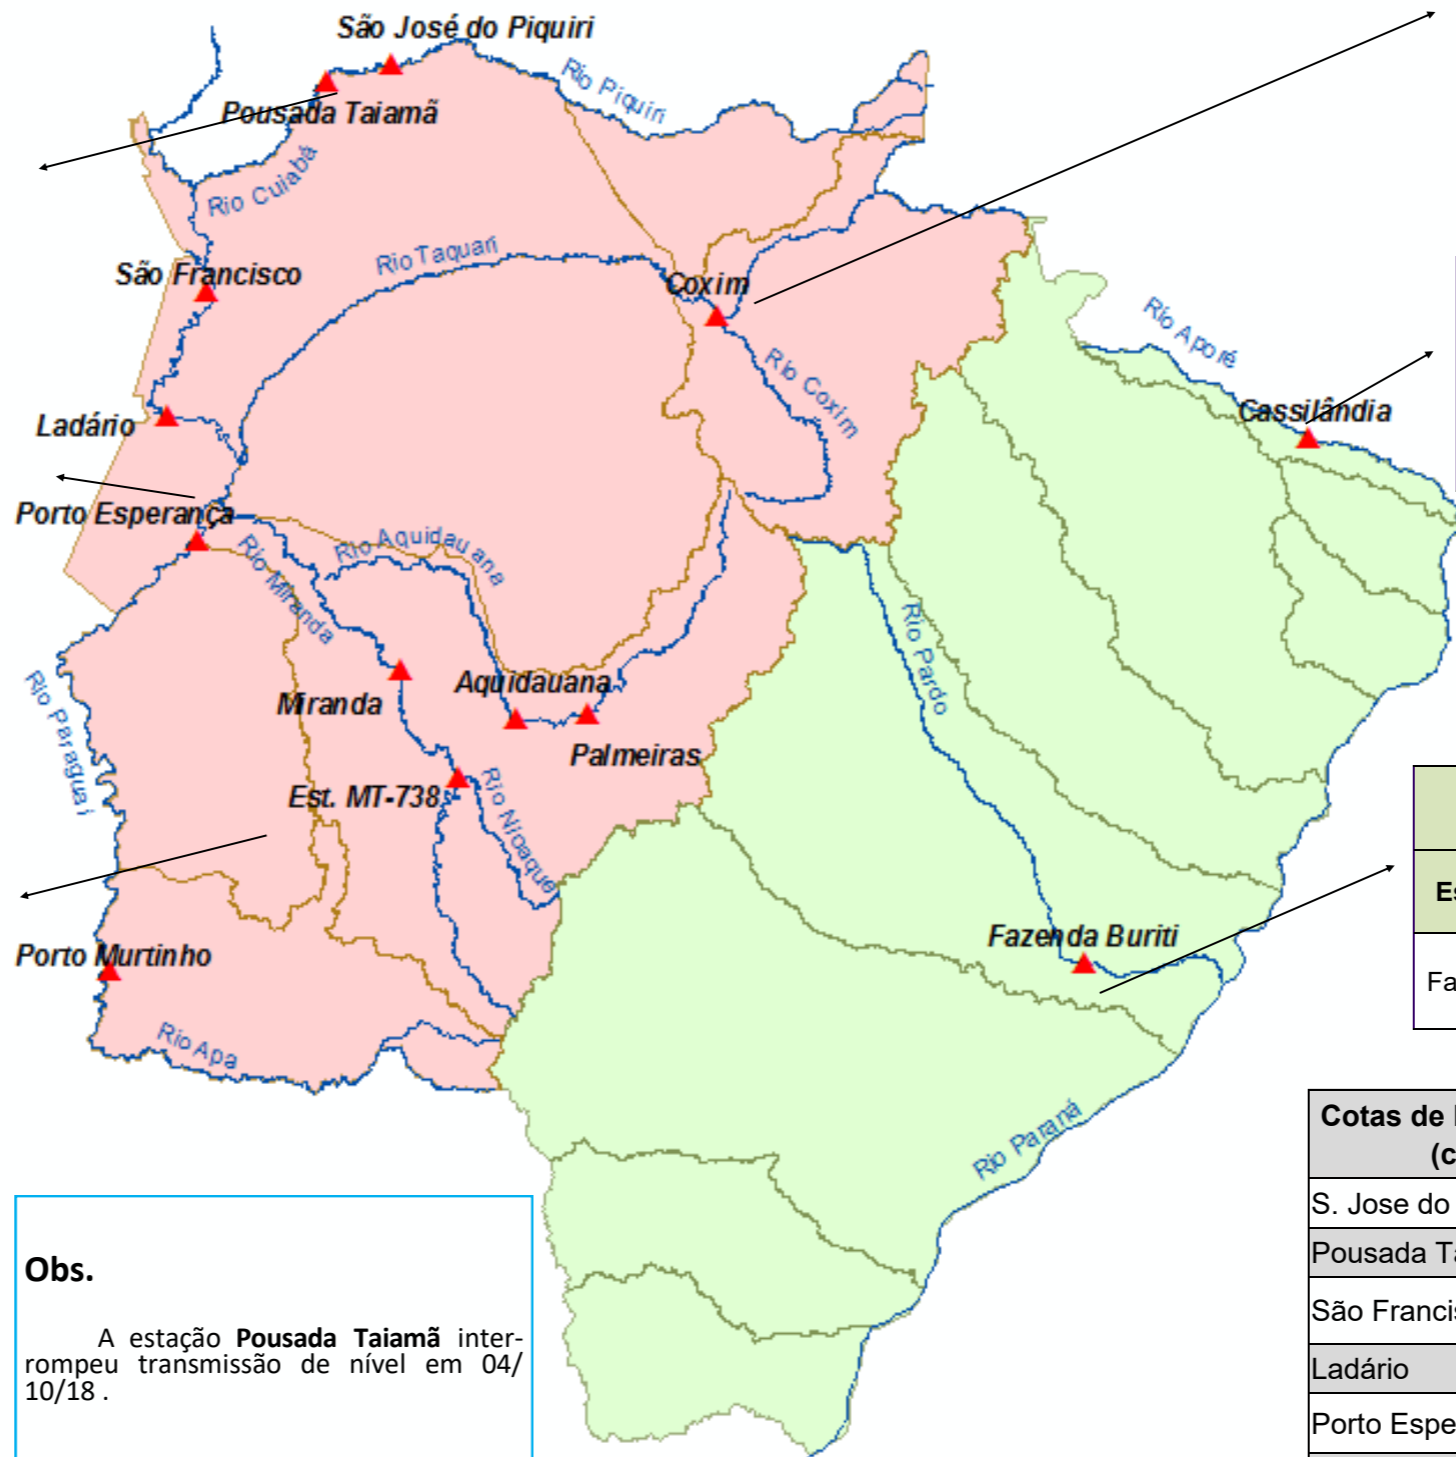 São José do Piquiri
Rio Piquiri
Pousada Taiamã
Rio Cuiabá
Rio Taquari
São Francisco
Coxim
Rio Aporé
Rio Coxim
Cassilândia
Ladário
Porto Esperança
Rio Aquidauana
Rio Miranda
Rio Pardo
Rio Paraguai
Aquidauana
Miranda
Palmeiras
Est. MT-738
Rio Nioaque
Es
Fazenda Buriti
Porto Murtinho
Fa
Rio Apa
Rio Paraná
Cotas de
(c
S. Jose do
Pousada Ta
São Francis
Ladário
Porto Espe
Obs.
A estação Pousada Taiamã inter-
rompeu transmissão de nível em 04/
10/18 .